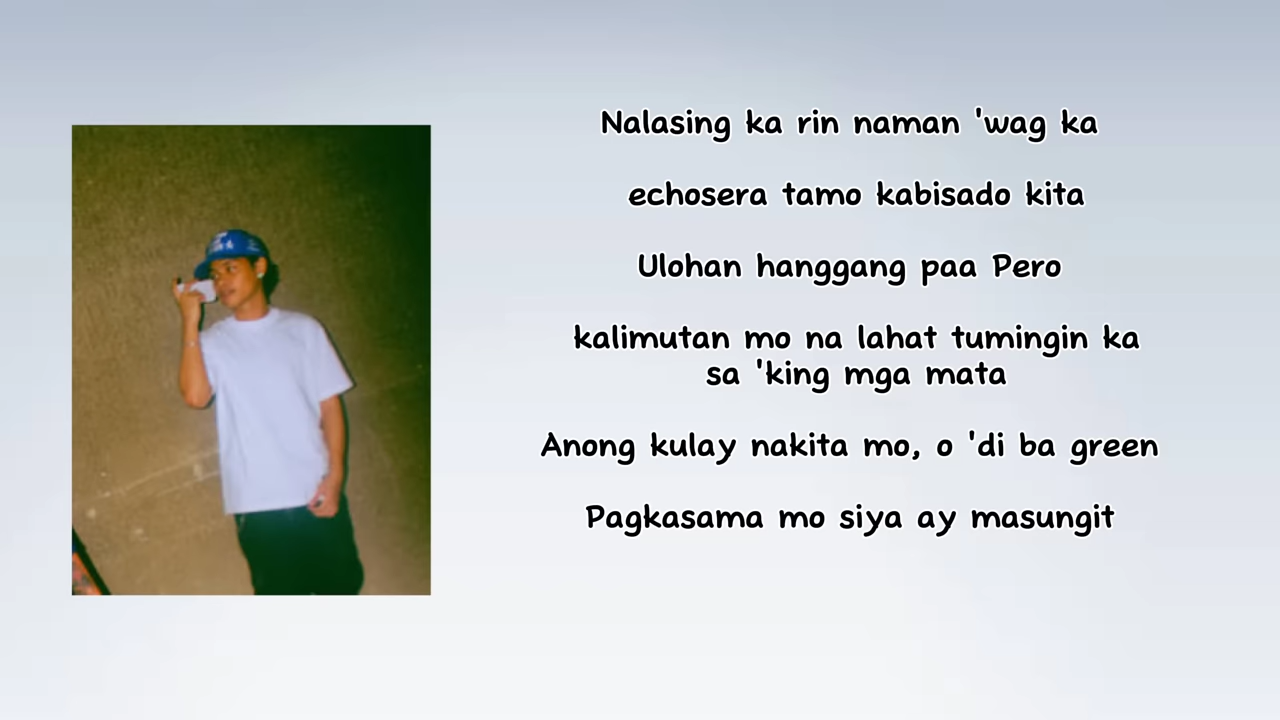 Nalasing ka rin naman 'wag ka
echosera tamo kabisado kita
Ulohan hanggang paa Pero
kalimutan mo na lahat tumingin ka
sa 'king mga mata
Anong kulay nakita mo, o 'di ba green
Pagkasama mo siya ay masungit